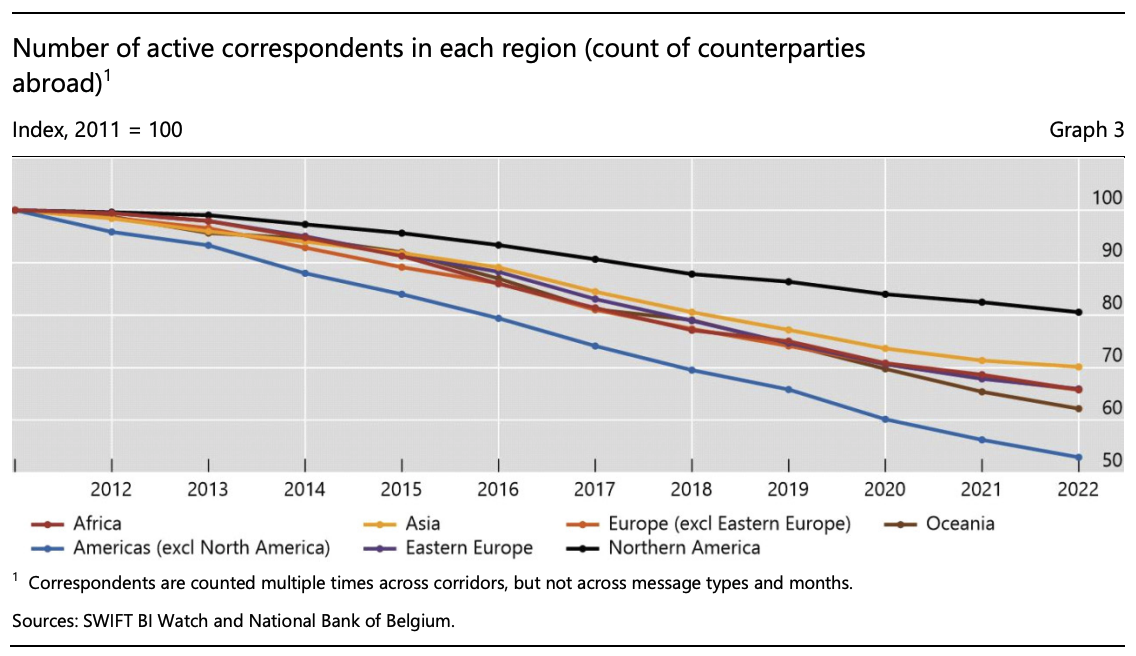 Number of active correspondents in each region (count of counterparties
abroad)1
Index, 2011 = 100 Graph 3
100
90
80
70
60
50
2012 2013 2014 2015 2016 2017 2018 2019 2020 2021 2022
Africa Asia Europe (excl Eastern Europe) Oceania
Americas (excl North America) Eastern Europe Northern America
1 Correspondents are counted multiple times across corridors, but not across message types and months.
Sources: SWIFT BI Watch and National Bank of Belgium.